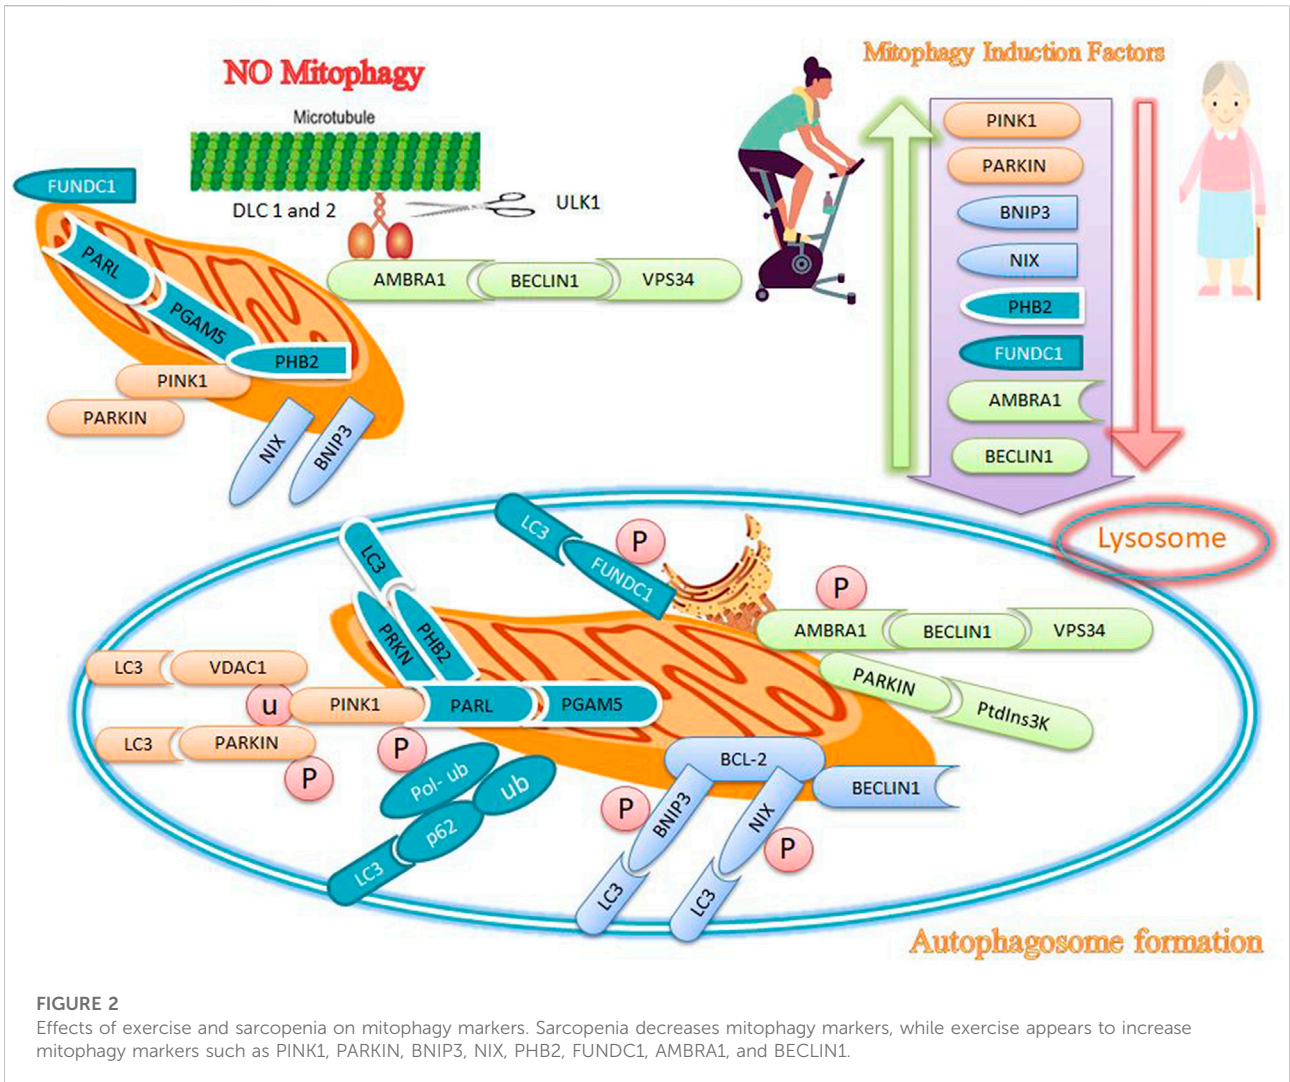 NO Mitophagy
Microtubule
FUNDC1
DLC 1 and 2
ULK1
PARL
PGAM5
PHB2
AMBRA1
BECLIN1
VPS34
PINK1
PARKIN
NIX
BNIP3
Mitophagy Induction Factors
PINK1
PARKIN
BNIP3
NIX
PHB2
FUNDC1
AMBRA1
BECLIN1
Lysosome
LC3
FUNDC1
P
LC3
PRKN
PHB2
P
AMBRA1
BECLIN1
VPS34
PARKIN
PtdIns3K
LC3
VDAC1
u
PINK1
PARL
PGAM5
LC3
PARKIN
P
P
Pol- ub
ub
p62
LC3
BCL-2
BECLIN1
P
BNIP3
NIX
P
LC3
LC3
Autophagosome formation
FIGURE 2
Effects of exercise and sarcopenia on mitophagy markers. Sarcopenia decreases mitophagy markers, while exercise appears to increase
mitophagy markers such as PINK1, PARKIN, BNIP3, NIX, PHB2, FUNDC1, AMBRA1, and BECLIN1.